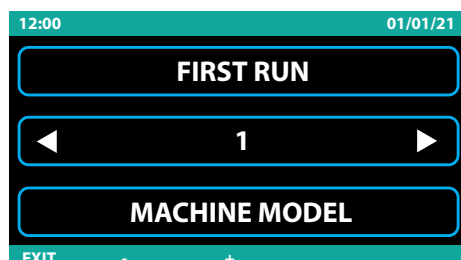 12:00 01/01/21
FIRST RUN
1
MACHINE MODEL
EXIT - +